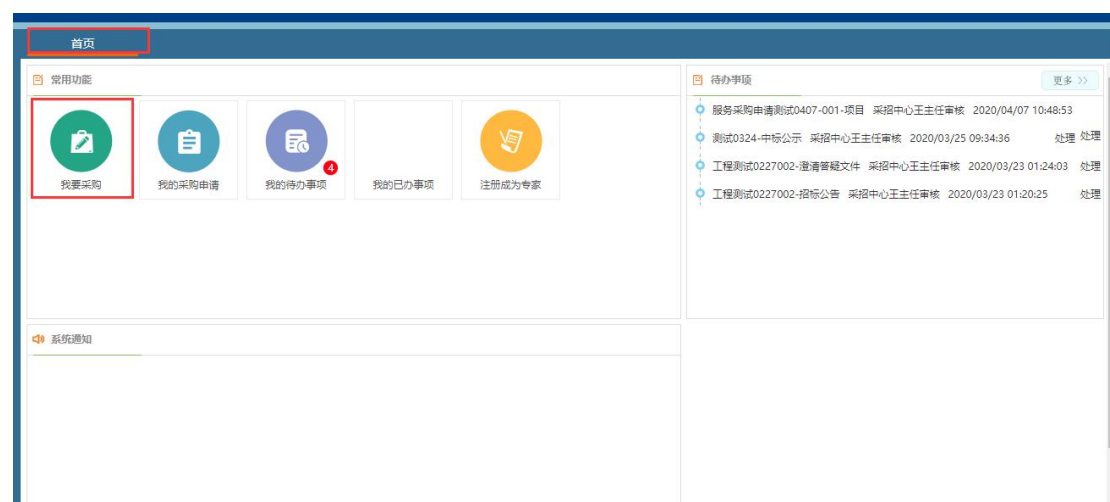 首页
常用功能
我要采购
我的采购申请
4
我的待办事项
我的已办事项
注册成为专家
待办事项
更多 >>
服务采购申请测试0407-001-项目 采招中心王主任审核 2020/04/07 10:48:53
处理
测试0324-中标公示 采招中心王主任审核 2020/03/25 09:34:36 处理
工程测试0227002-澄清答疑文件 采招中心王主任审核 2020/03/23 01:24:03 处理
工程测试0227002-招标公告 采招中心王主任审核 2020/03/23 01:20:25 处理
系统通知